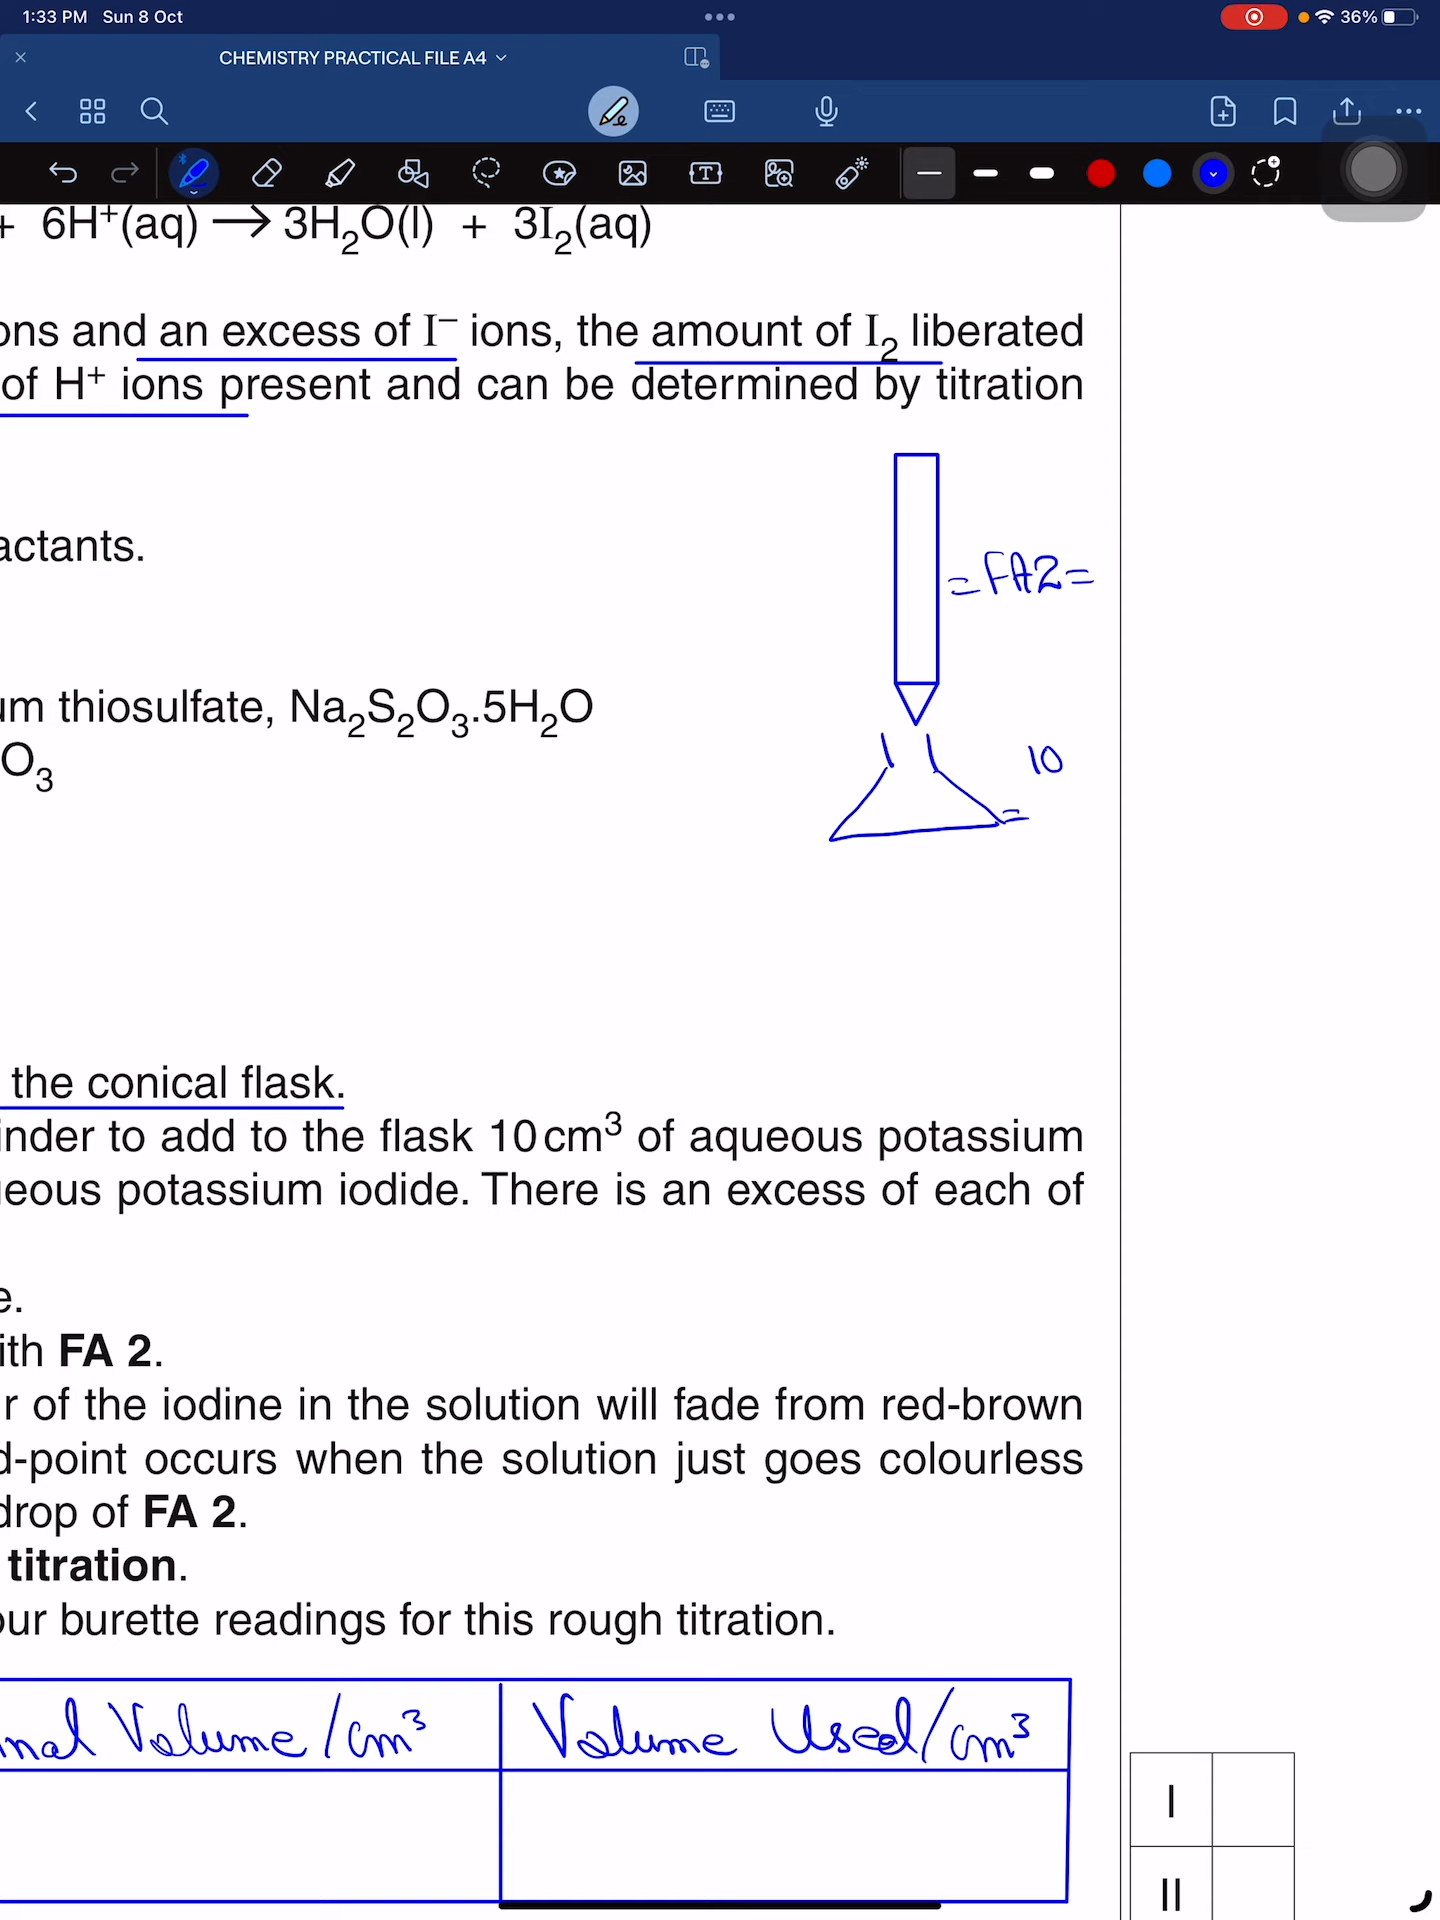 1:33 PM Sun 8 Oct
36%
CHEMISTRY PRACTICAL FILE A4
+ 6H⁺(aq) → 3H₂O(l) + 3I₂(aq)
ons and an excess of I⁻ ions, the amount of I₂ liberated
of H⁺ ions present and can be determined by titration
actants.
=FA2=
um thiosulfate, Na₂S₂O₃.5H₂O
O₃
10
=
the conical flask.
inder to add to the flask 10 cm³ of aqueous potassium
eous potassium iodide. There is an excess of each of
e.
ith FA 2.
r of the iodine in the solution will fade from red-brown
d-point occurs when the solution just goes colourless
drop of FA 2.
titration.
our burette readings for this rough titration.
nal Volume /cm³
Volume Used/cm³
I
II